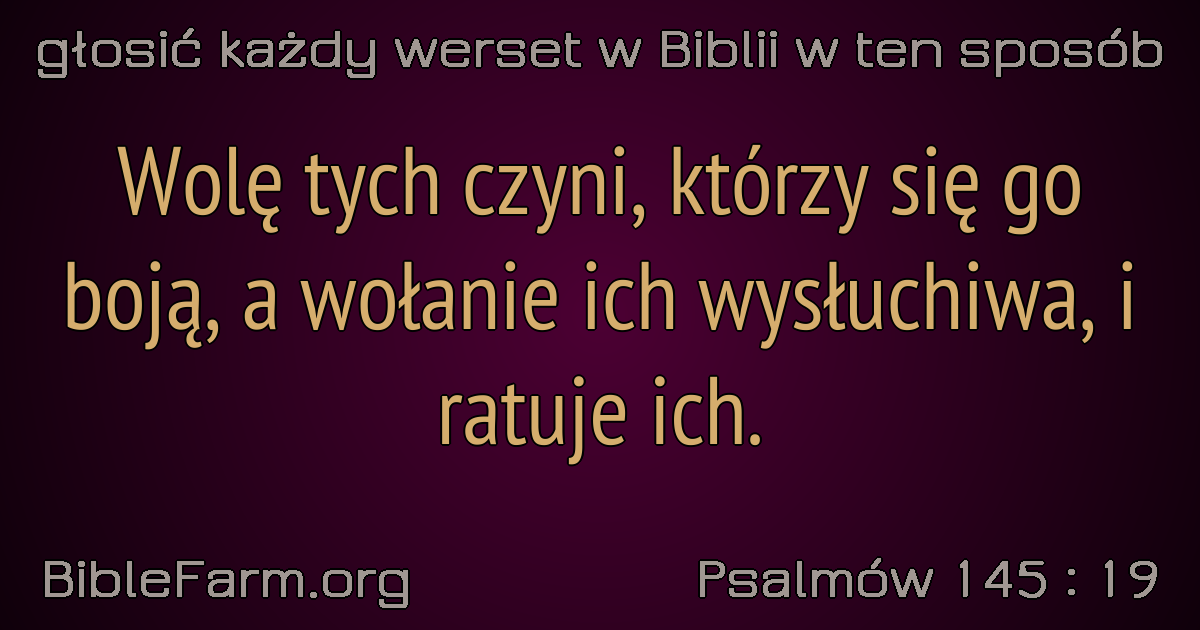 głosić każdy werset w Biblii w ten sposób
Wolę tych czyni, którzy się go
boją, a wołanie ich wysłuchiwa, i
ratuje ich.
BibleFarm.org
Psalmów 145 : 19